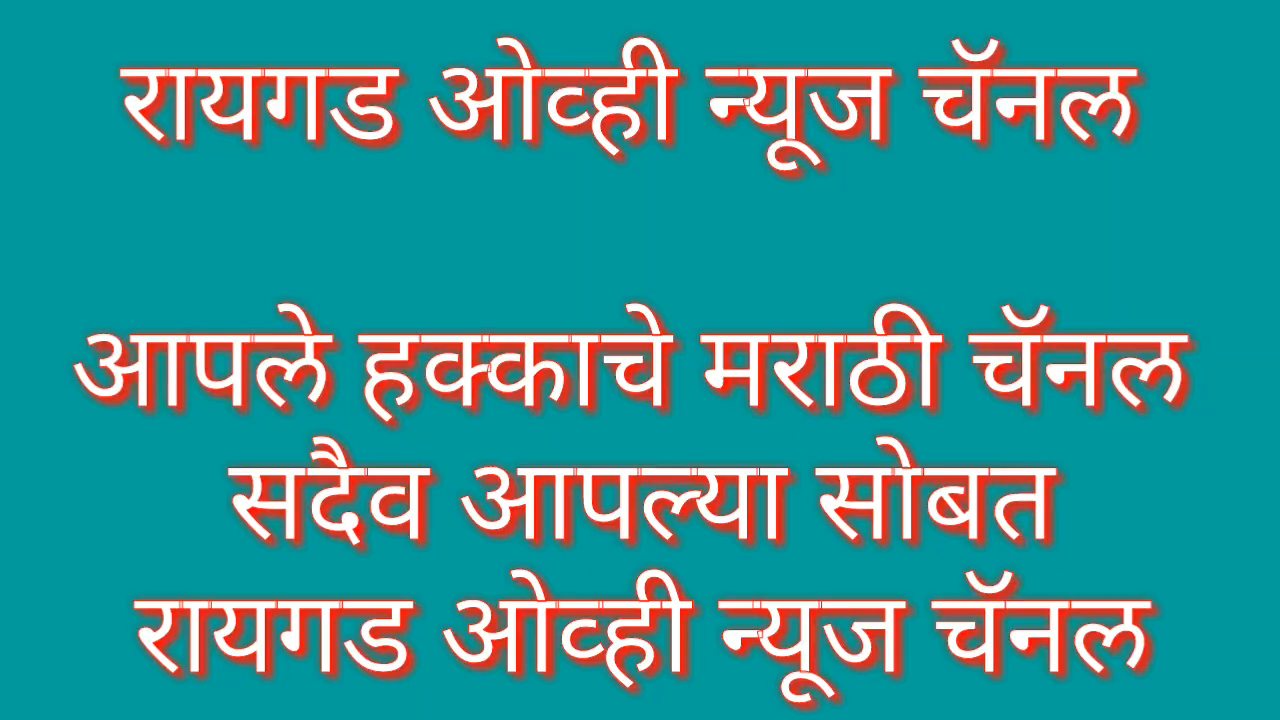 रायगड ओव्ही न्यूज चॅनल
आपले हक्काचे मराठी चॅनल
सदैव आपल्या सोबत
रायगड ओव्ही न्यूज चॅनल